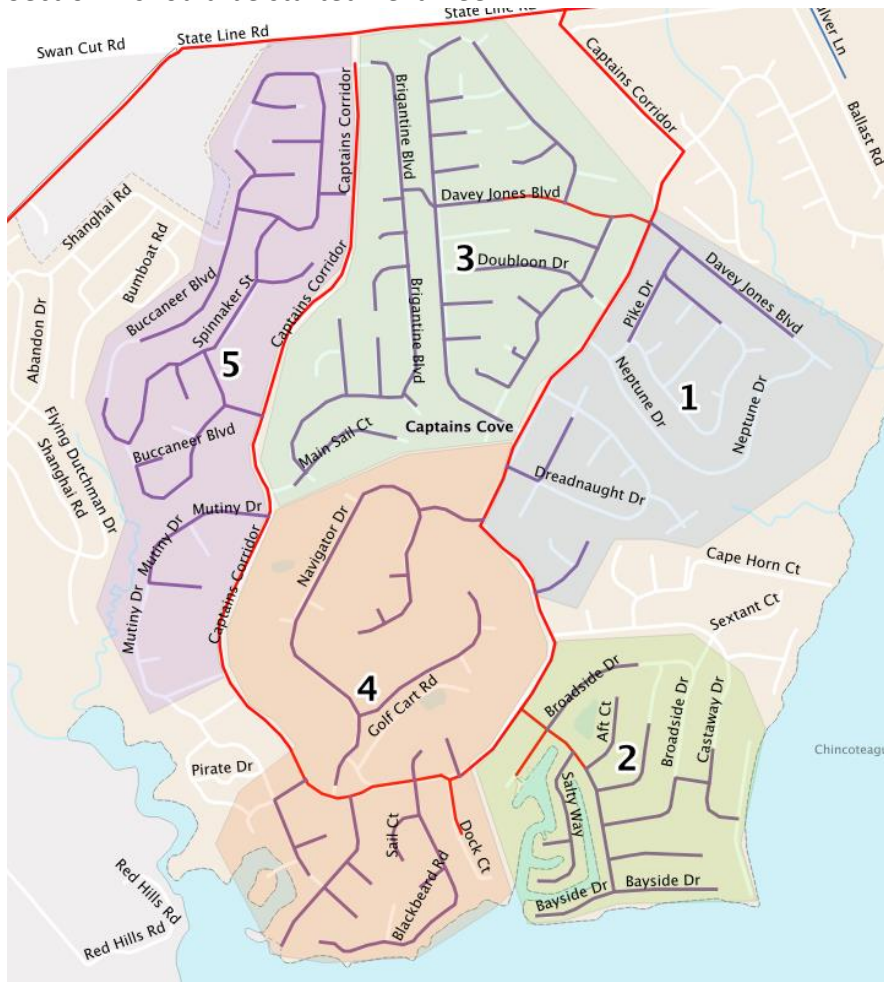 State Line Rd
Swan Cut Rd
State Line Rd
Captains Corridor
Ballast Rd
Captains Corridor
Brigantine Blvd
Shanghai Rd
Bumboat Rd
Davey Jones Blvd
Abandon Dr
Buccaneer Blvd
Spinnaker St
Captains Corridor
3
Doubloon Dr
Pike Dr
Davey Jones Blvd
5
Brigantine Blvd
Neptune Dr
1
Neptune Dr
Flying Dutchman Dr
Shanghai Rd
Buccaneer Blvd
Main Sail Ct
Captains Cove
Dreadnaught Dr
Mutiny Dr
Mutiny Dr
Mutiny Dr
Captains Corridor
Navigator Dr
Cape Horn Ct
Sextant Ct
4
Golf Cart Rd
Broadside Dr
Aft Ct
Broadside Dr
Castaway Dr
2
Pirate Dr
Salty Way
Sail Ct
Dock Ct
Blackbeard Rd
Bayside Dr
Bayside Dr
Red Hills Rd
Red Hills Rd